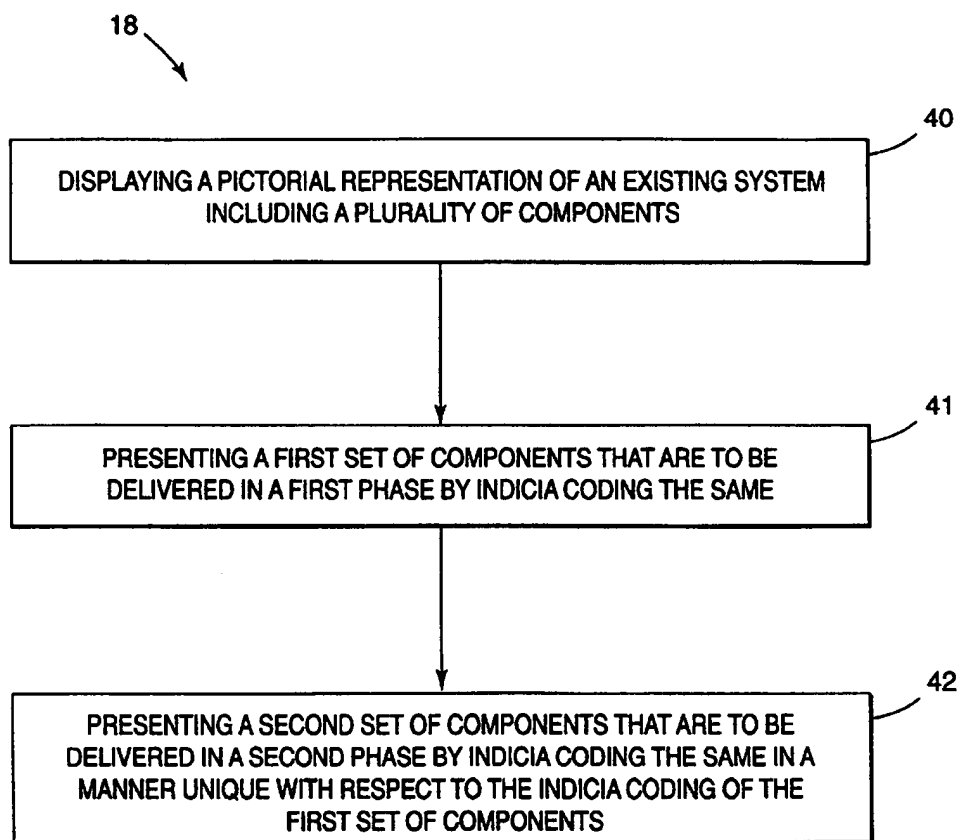 18
40
DISPLAYING A PICTORIAL REPRESENTATION OF AN EXISTING SYSTEM
INCLUDING A PLURALITY OF COMPONENTS
41
PRESENTING A FIRST SET OF COMPONENTS THAT ARE TO BE
DELIVERED IN A FIRST PHASE BY INDICIA CODING THE SAME
42
PRESENTING A SECOND SET OF COMPONENTS THAT ARE TO BE
DELIVERED IN A SECOND PHASE BY INDICIA CODING THE SAME IN A
MANNER UNIQUE WITH RESPECT TO THE INDICIA CODING OF THE
FIRST SET OF COMPONENTS